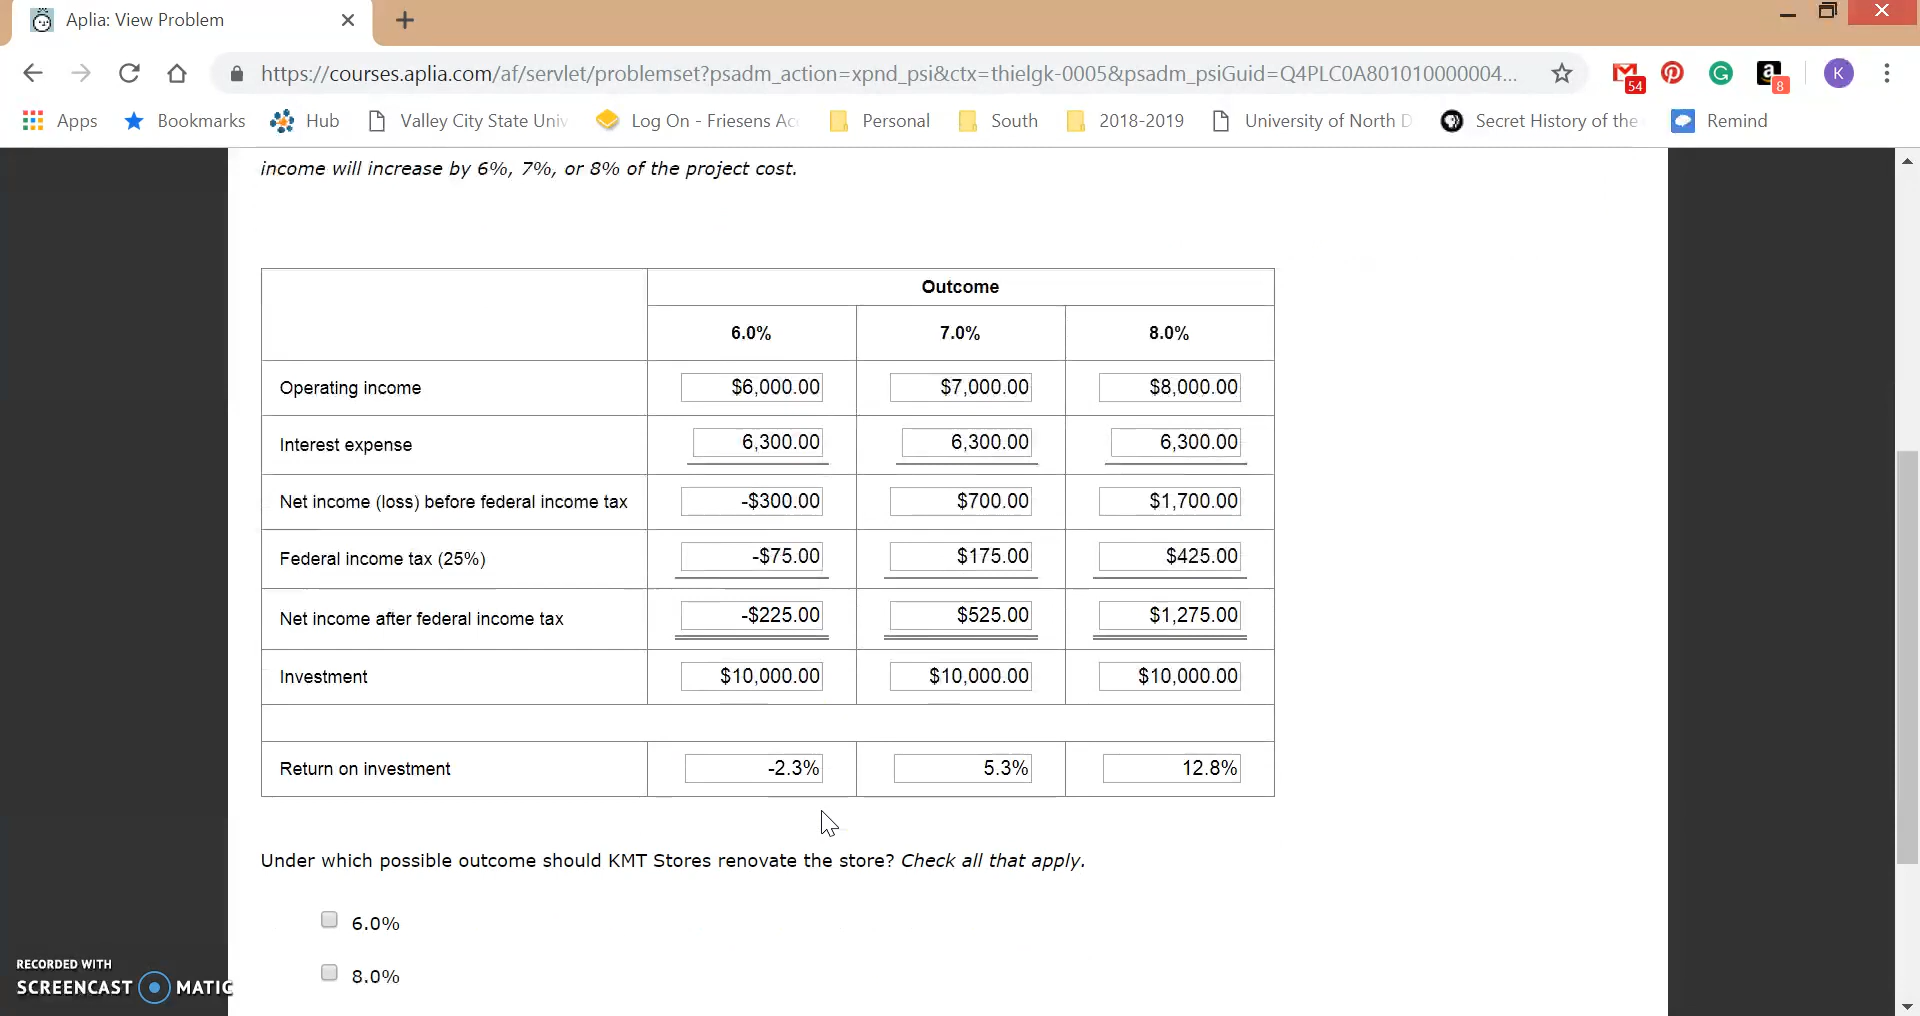 Aplia: View Problem
https://courses.aplia.com/af/servlet/problemset?psadm_action=xpnd_psi&ctx=thielgk-0005&psadm_psiGuid=Q4PLC0A801010000004...
54
G
a
8
K
Apps Bookmarks Hub Valley City State Univ Log On - Friesens Ac Personal South 2018-2019 University of North D Secret History of the Remind
income will increase by 6%, 7%, or 8% of the project cost.
Outcome
6.0% 7.0% 8.0%
Operating income $6,000.00 $7,000.00 $8,000.00
Interest expense 6,300.00 6,300.00 6,300.00
Net income (loss) before federal income tax -$300.00 $700.00 $1,700.00
Federal income tax (25%) -$75.00 $175.00 $425.00
Net income after federal income tax -$225.00 $525.00 $1,275.00
Investment $10,000.00 $10,000.00 $10,000.00
Return on investment -2.3% 5.3% 12.8%
Under which possible outcome should KMT Stores renovate the store? Check all that apply.
6.0%
8.0%
RECORDED WITH
SCREENCAST MATIC